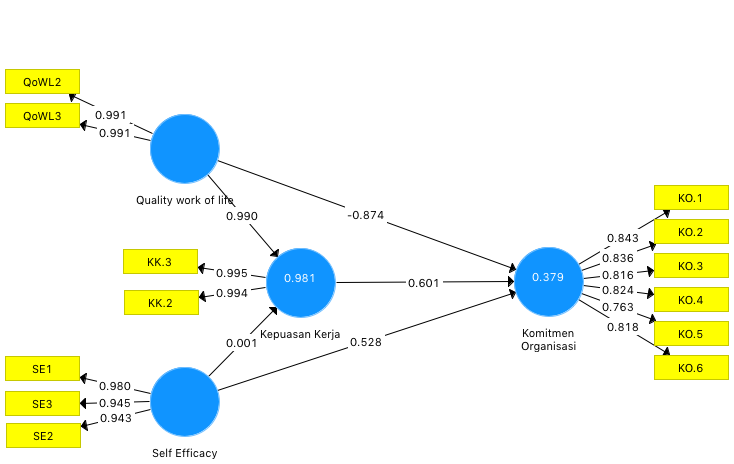 QoWL2
0.991
QoWL3
0.991
Quality work of life
0.990
-0.874
KK.3
0.995
KK.2
0.994
0.981
Kepuasan Kerja
0.601
0.001
0.528
SE1
0.980
SE3
0.945
SE2
0.943
Self Efficacy
0.379
Komitmen
Organisasi
KO.1
0.843
KO.2
0.836
KO.3
0.816
KO.4
0.824
KO.5
0.763
KO.6
0.818